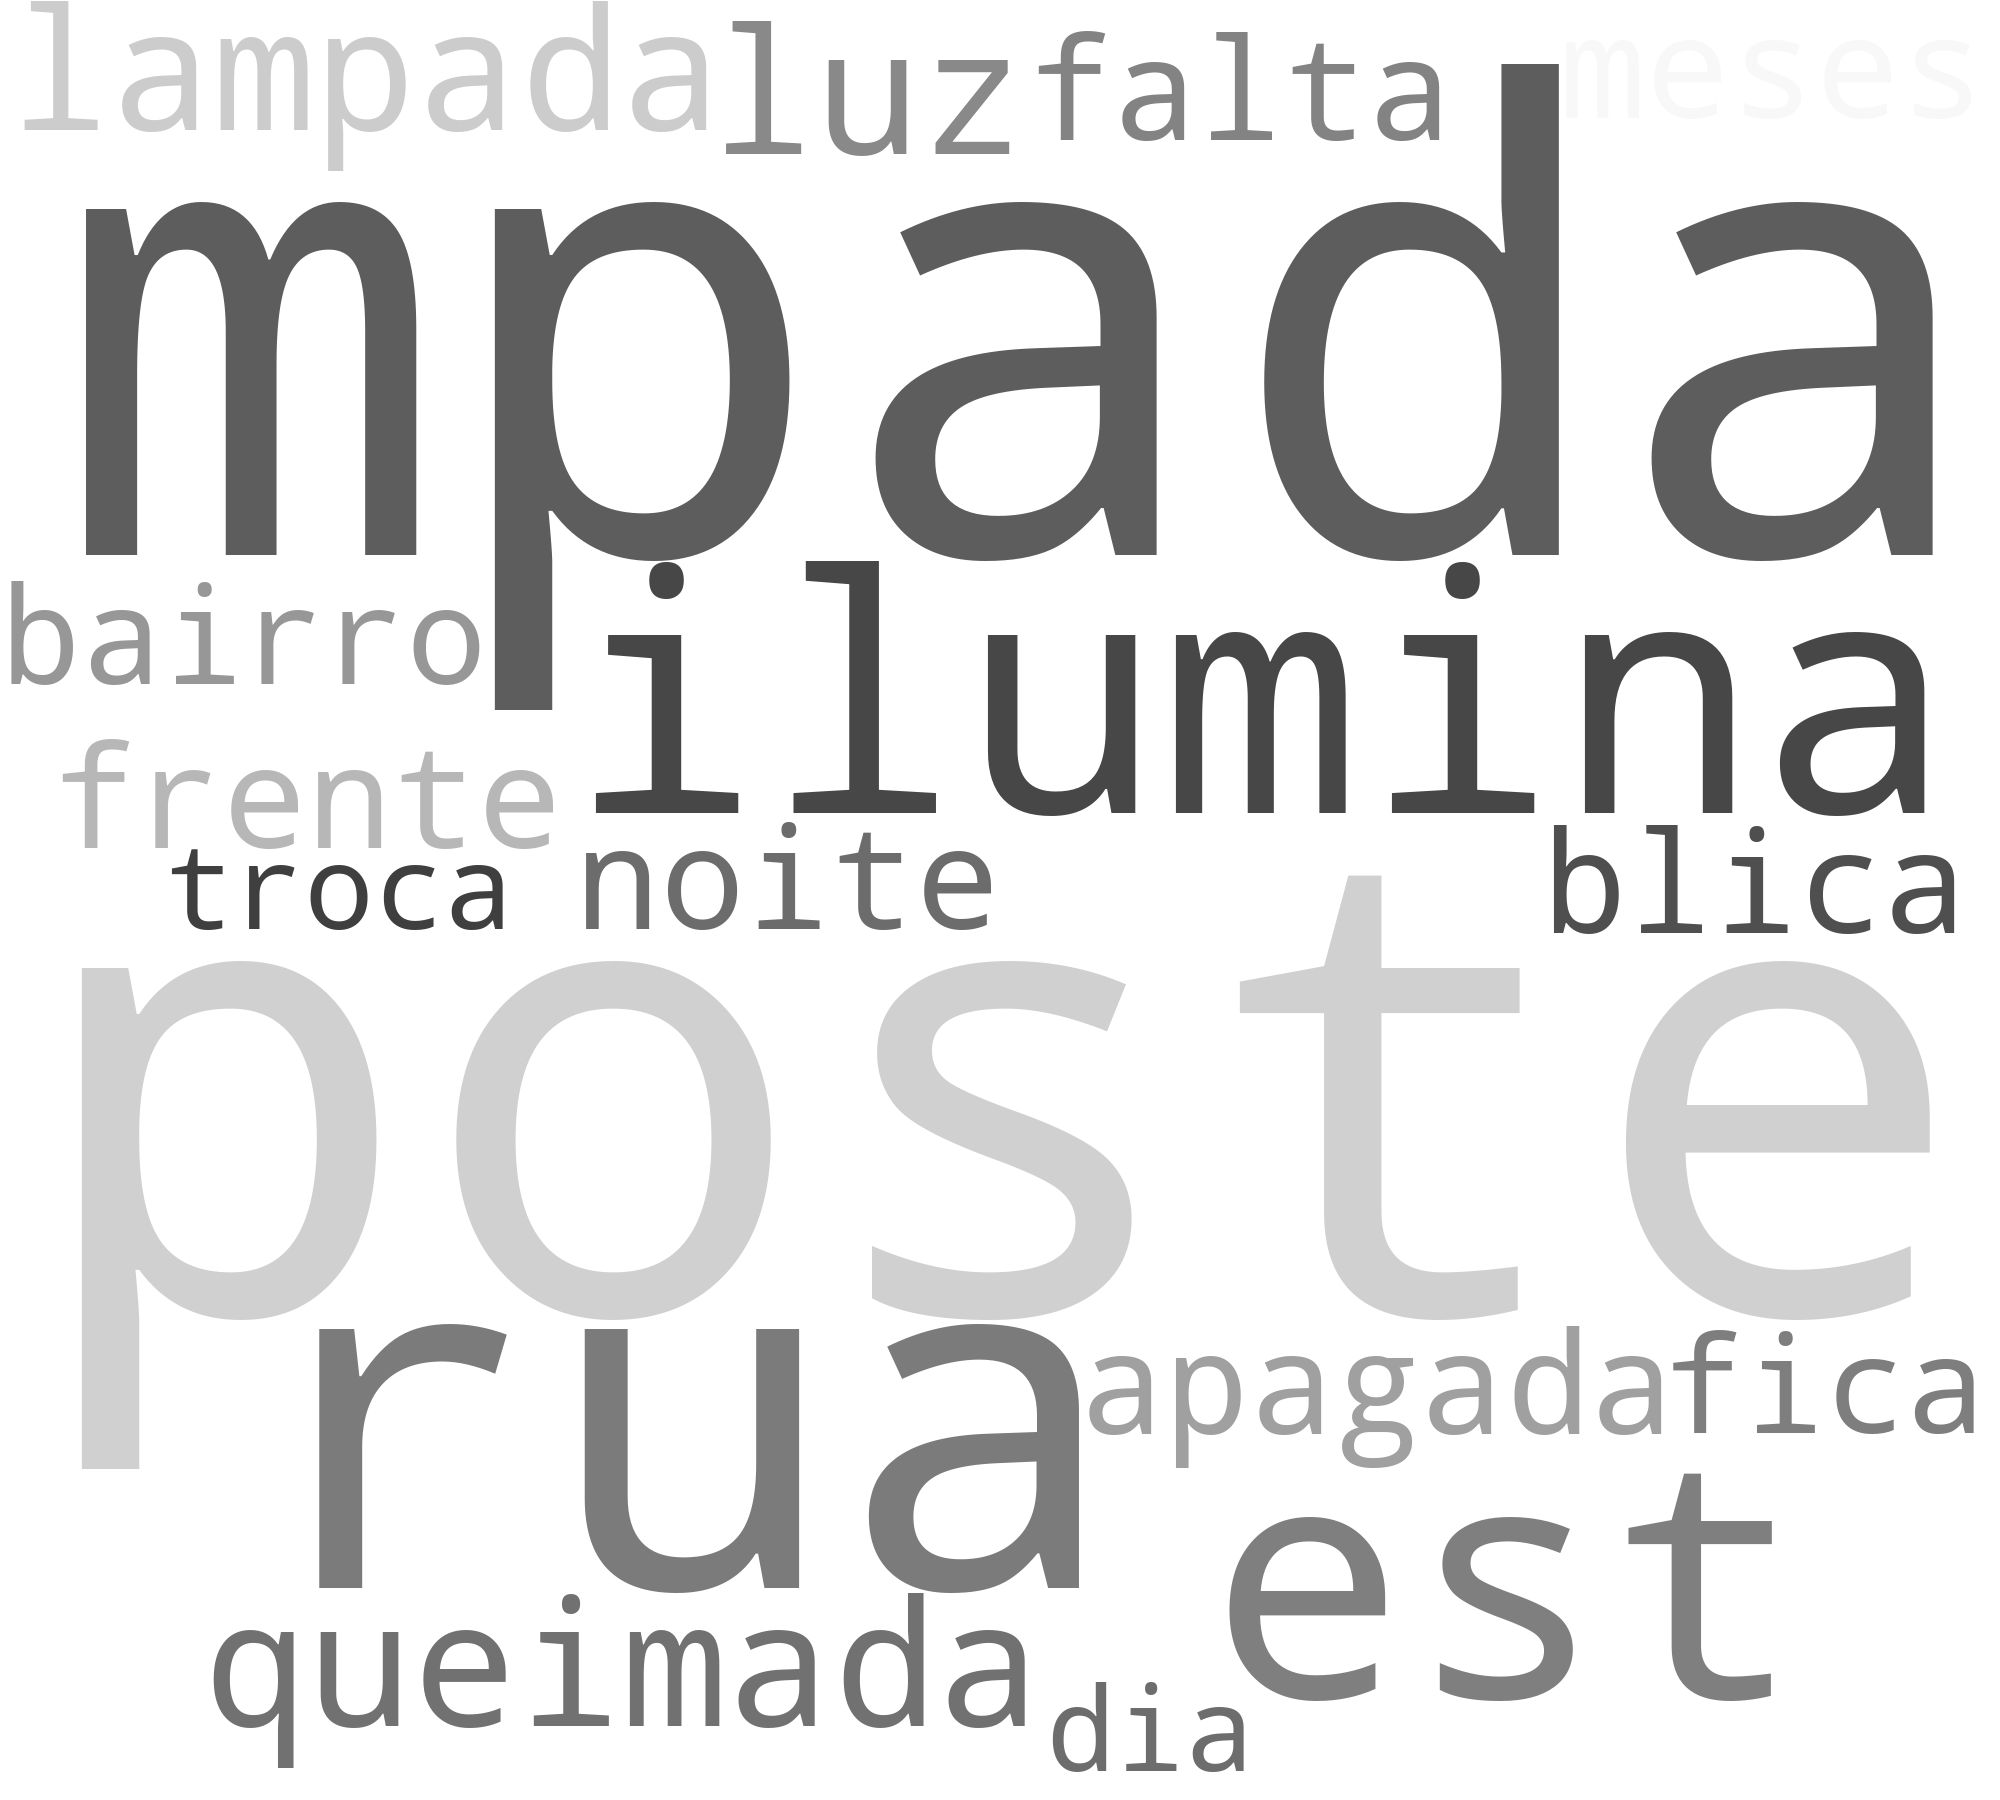 lampada luz falta meses
mpada
bairro ilumina
frente
troca noite blica
poste
rua apagada fica
est
queimada dia